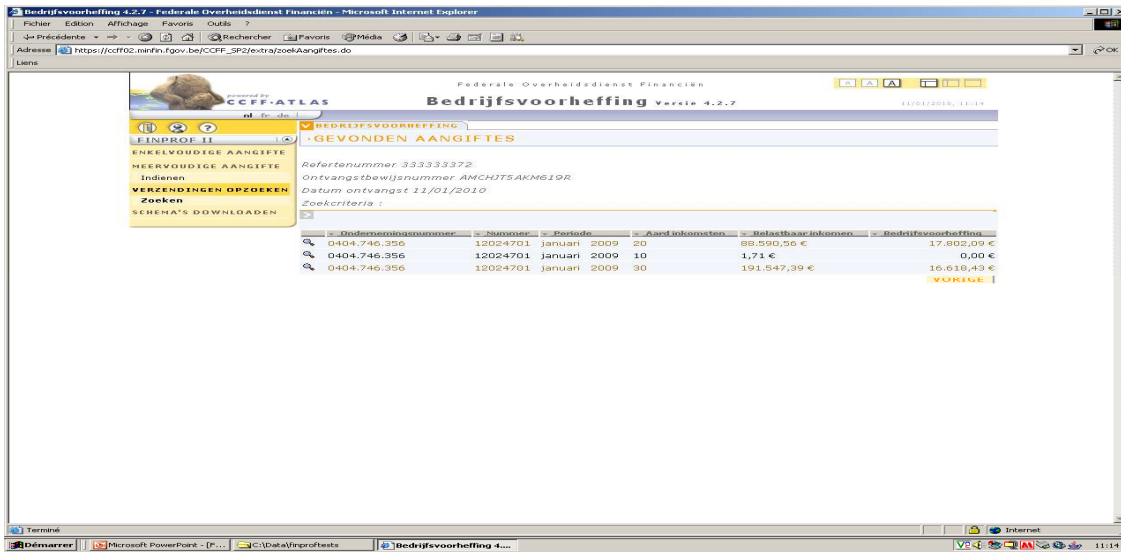 Bedrijfsvoorheffing 4.2.7 - Federale Overheidsdienst Financiën - Microsoft Internet Explorer
Fichier Edition Affichage Favoris Outils ?
Précédente Rechercher Favoris Média
Adresse https://ccff02.minfin.fgov.be/CCFF_SP2/extra/zoekAangiftes.do OK
Liens
Federale Overheidsdienst Financiën A A A
powered by
CCFF-ATLAS Bedrijfsvoorheffing Versie 4.2.7 11/01/2010, 11:14
nl fr de
BEDRIJFSVOORHEFFING
FINPROF II GEVONDEN AANGIFTES
ENKELVOUDIGE AANGIFTE
MEERVOUDIGE AANGIFTE
Indienen
VERZENDINGEN OPZOEKEN
Zoeken
SCHEMA'S DOWNLOADEN
Refertenummer 333333372
Ontvangstbewijsnummer AMCHJT5AKM619R
Datum ontvangst 11/01/2010
Zoekcriteria :
Ondernemingsnummer Nummer Periode Aard inkomsten Belastbaar inkomen Bedrijfsvoorheffing
0404.746.356 12024701 januari 2009 20 88.590,56 € 17.802,09 €
0404.746.356 12024701 januari 2009 10 1,71 € 0,00 €
0404.746.356 12024701 januari 2009 30 191.547,39 € 16.618,43 €
VORIGE
Terminé Internet
Démarrer Microsoft PowerPoint - [F... C:\Data\finproftests Bedrijfsvoorheffing 4.... 11:14